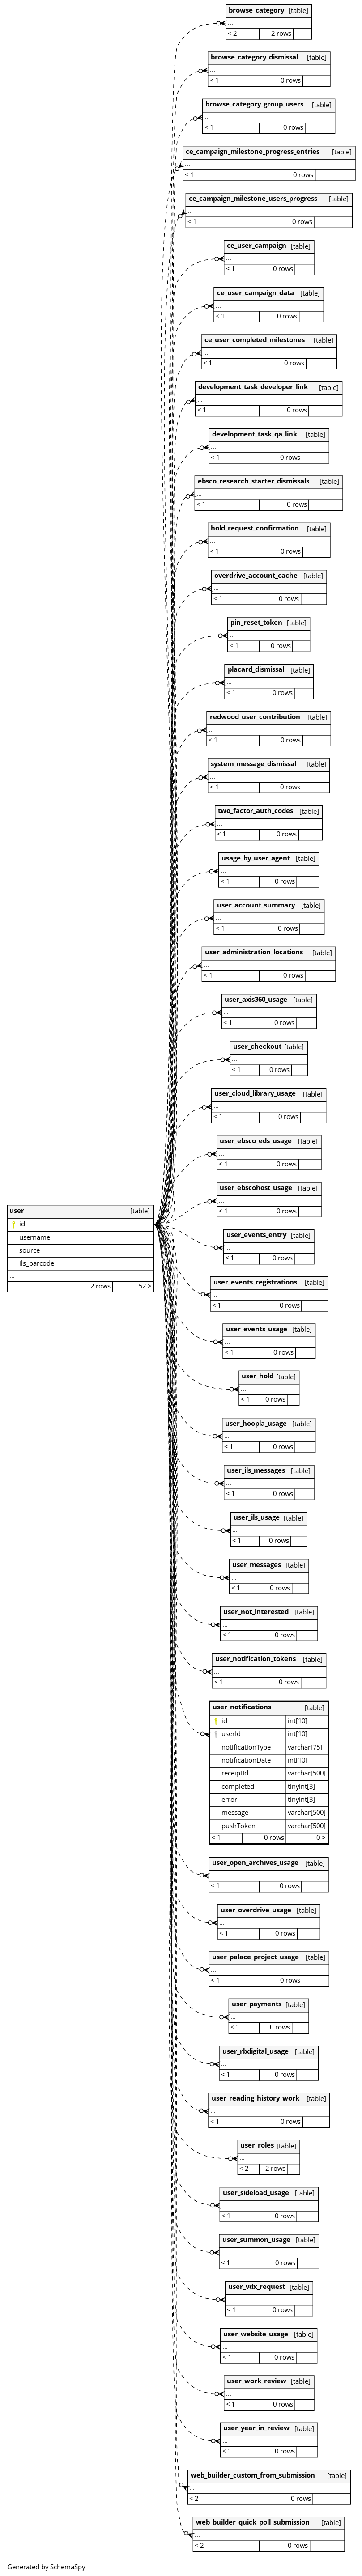 browse_category [table]
...
< 2 2 rows
browse_category_dismissal [table]
...
< 1 0 rows
browse_category_group_users [table]
...
< 1 0 rows
ce_campaign_milestone_progress_entries [table]
...
< 1 0 rows
ce_campaign_milestone_users_progress [table]
...
< 1 0 rows
ce_user_campaign [table]
...
< 1 0 rows
ce_user_campaign_data [table]
...
< 1 0 rows
ce_user_completed_milestones [table]
...
< 1 0 rows
development_task_developer_link [table]
...
< 1 0 rows
development_task_qa_link [table]
...
< 1 0 rows
ebsco_research_starter_dismissals [table]
...
< 1 0 rows
hold_request_confirmation [table]
...
< 1 0 rows
overdrive_account_cache [table]
...
< 1 0 rows
pin_reset_token [table]
...
< 1 0 rows
placard_dismissal [table]
...
< 1 0 rows
redwood_user_contribution [table]
...
< 1 0 rows
system_message_dismissal [table]
...
< 1 0 rows
two_factor_auth_codes [table]
...
< 1 0 rows
usage_by_user_agent [table]
...
< 1 0 rows
user_account_summary [table]
...
< 1 0 rows
user_administration_locations [table]
...
< 1 0 rows
user_axis360_usage [table]
...
< 1 0 rows
user_checkout [table]
...
< 1 0 rows
user_cloud_library_usage [table]
...
< 1 0 rows
user_ebsco_eds_usage [table]
...
< 1 0 rows
user_ebscohost_usage [table]
...
< 1 0 rows
user [table]
id
username
source
ils_barcode
...
2 rows 52 >
user_events_entry [table]
...
< 1 0 rows
user_events_registrations [table]
...
< 1 0 rows
user_events_usage [table]
...
< 1 0 rows
user_hold [table]
...
< 1 0 rows
user_hoopla_usage [table]
...
< 1 0 rows
user_ils_messages [table]
...
< 1 0 rows
user_ils_usage [table]
...
< 1 0 rows
user_messages [table]
...
< 1 0 rows
user_not_interested [table]
...
< 1 0 rows
user_notification_tokens [table]
...
< 1 0 rows
user_notifications [table]
id int[10]
userId int[10]
notificationType varchar[75]
notificationDate int[10]
receiptId varchar[500]
completed tinyint[3]
error tinyint[3]
message varchar[500]
pushToken varchar[500]
< 1 0 rows 0 >
user_open_archives_usage [table]
...
< 1 0 rows
user_overdrive_usage [table]
...
< 1 0 rows
user_palace_project_usage [table]
...
< 1 0 rows
user_payments [table]
...
< 1 0 rows
user_rbdigital_usage [table]
...
< 1 0 rows
user_reading_history_work [table]
...
< 1 0 rows
user_roles [table]
...
< 2 2 rows
user_sideload_usage [table]
...
< 1 0 rows
user_summon_usage [table]
...
< 1 0 rows
user_vdx_request [table]
...
< 1 0 rows
user_website_usage [table]
...
< 1 0 rows
user_work_review [table]
...
< 1 0 rows
user_year_in_review [table]
...
< 1 0 rows
web_builder_custom_from_submission [table]
...
< 2 0 rows
web_builder_quick_poll_submission [table]
...
< 2 0 rows
Generated by SchemaSpy